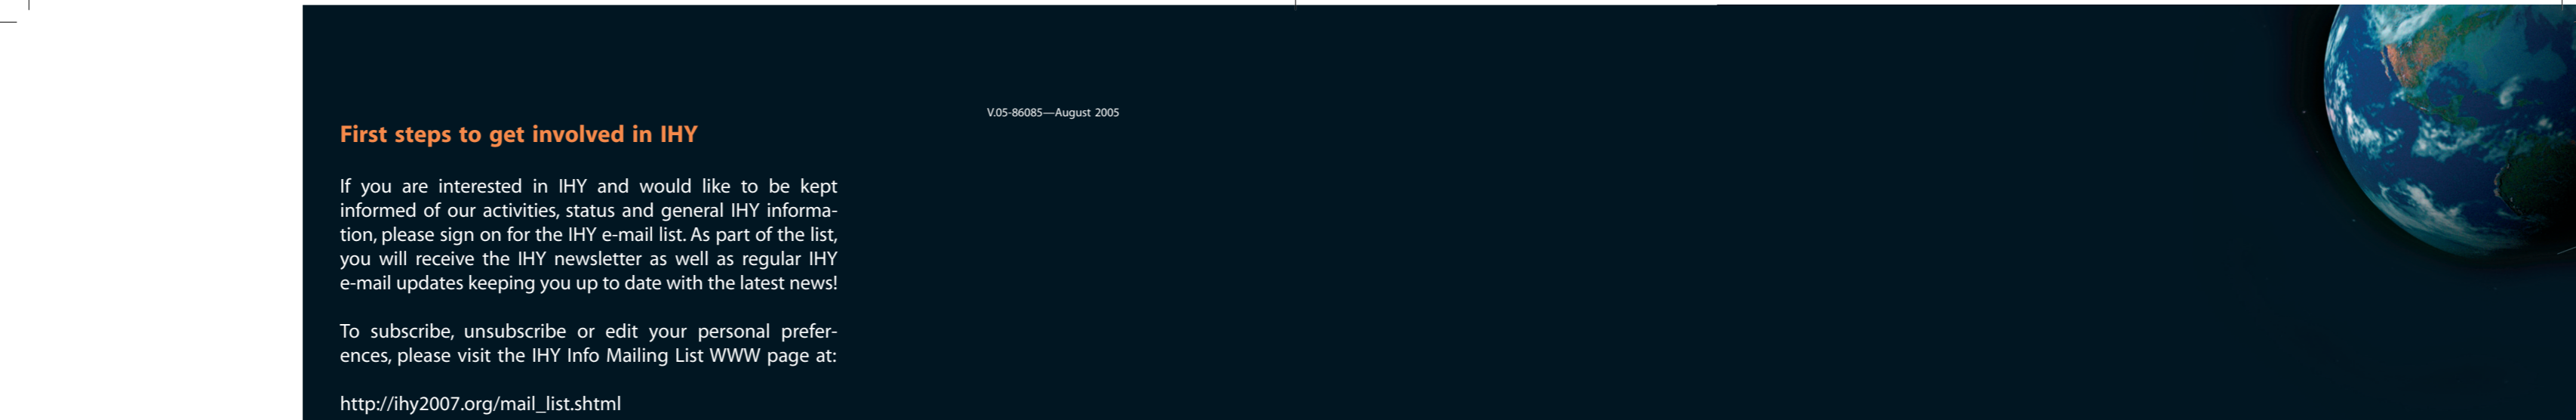 First steps to get involved in IHY
If you are interested in IHY and would like to be kept
informed of our activities, status and general IHY informa-
tion, please sign on for the IHY e-mail list. As part of the list,
you will receive the IHY newsletter as well as regular IHY
e-mail updates keeping you up to date with the latest news!
To subscribe, unsubscribe or edit your personal prefer-
ences, please visit the IHY Info Mailing List WWW page at:
http://ihy2007.org/mail_list.shtml
V.05-86085—August 2005